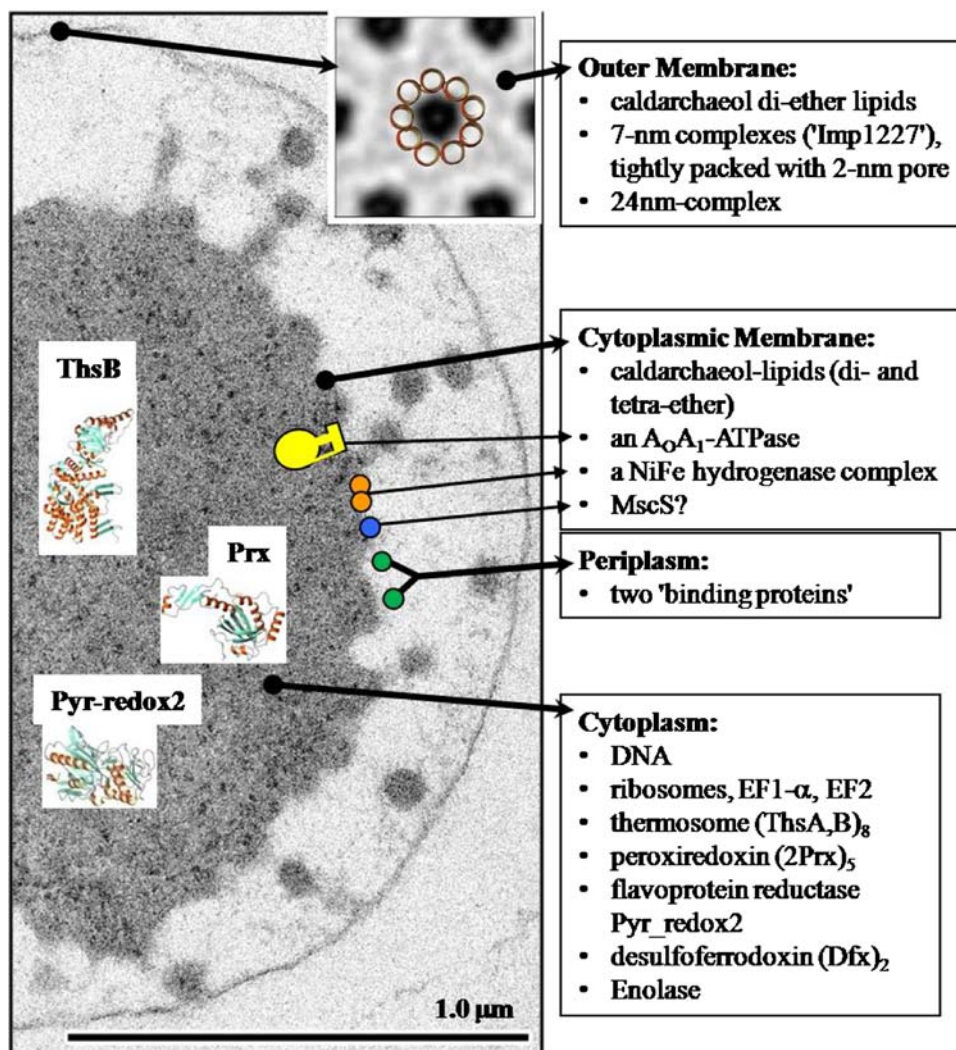 Outer Membrane:
• caldarchaeol di-ether lipids
• 7-nm complexes ('Imp1227'),
tightly packed with 2-nm pore
• 24nm-complex
Cytoplasmic Membrane:
• caldarchaeol-lipids (di- and
tetra-ether)
• an AOA1-ATPase
• a NiFe hydrogenase complex
• MscS?
Periplasm:
• two 'binding proteins'
Cytoplasm:
• DNA
• ribosomes, EF1-α, EF2
• thermosome (ThsA,B)8
• peroxiredoxin (2Prx)5
• flavoprotein reductase
Pyr_redox2
• desulfoferrodoxin (Dfx)2
• Enolase
ThsB
Prx
Pyr-redox2
1.0 μm